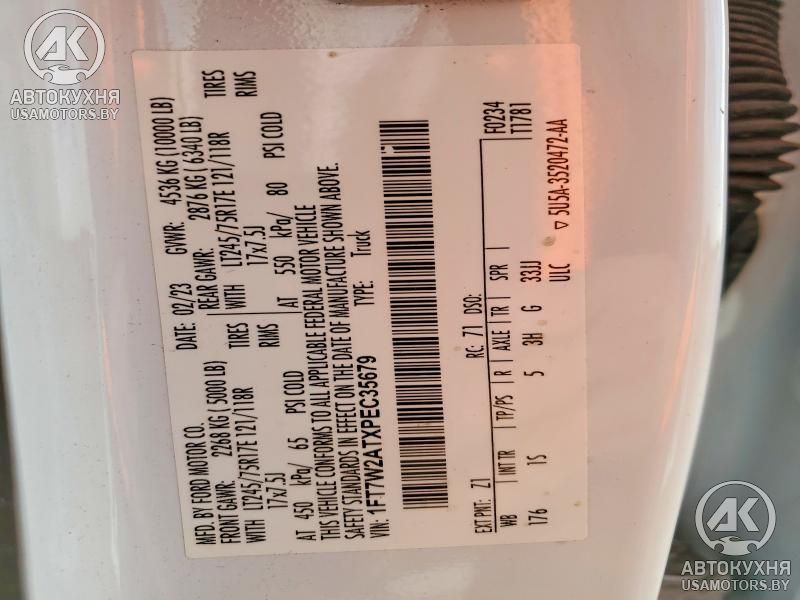 MFD. BY FORD MOTOR CO.
DATE: 02/23 GVWR: 4536 KG (10000 LB)
FRONT GAWR: 2268 KG (5000 LB) REAR GAWR: 2876 KG (6340 LB)
WITH LT245/75R17E 121/118R TIRES WITH LT245/75R17E 121/118R TIRES
17x7.5J RIMS 17x7.5J RIMS
AT 450 kPa/ 65 PSI COLD AT 550 kPa/ 80 PSI COLD
THIS VEHICLE CONFORMS TO ALL APPLICABLE FEDERAL MOTOR VEHICLE
SAFETY STANDARDS IN EFFECT ON THE DATE OF MANUFACTURE SHOWN ABOVE.
VIN: 1FT7W2ATXPEC35679 TYPE: Truck
F0234
T1781
EXT PNT: Z1 RC: 71 DSO:
WB INT TR TP/PS R AXLE TR SPR
176 1S 5 3H G 33JJ
ULC ▽ 5U5A-3520472-AA
AK
АВТОКУХНЯ
USAMOTORS.BY
AK
АВТОКУХНЯ
USAMOTORS.BY